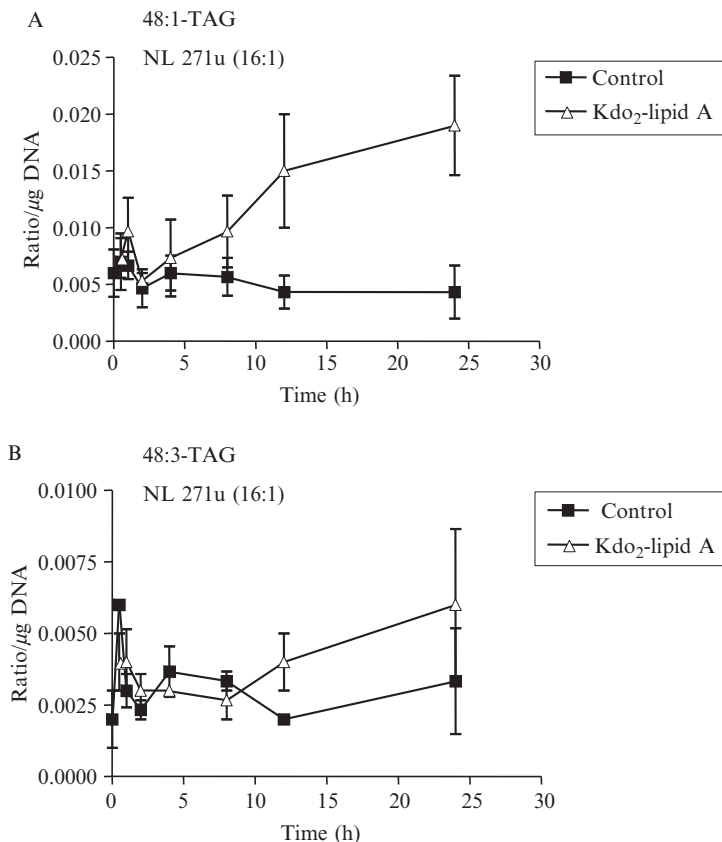 A
48:1-TAG
NL 271u (16:1)
0.025
0.020
0.015
0.010
0.005
0.000
Ratio/μg DNA
0 5 10 15 20 25 30
Time (h)
Control
Kdo₂-lipid A
B
48:3-TAG
NL 271u (16:1)
0.0100
0.0075
0.0050
0.0025
0.0000
Ratio/μg DNA
0 5 10 15 20 25 30
Time (h)
Control
Kdo₂-lipid A